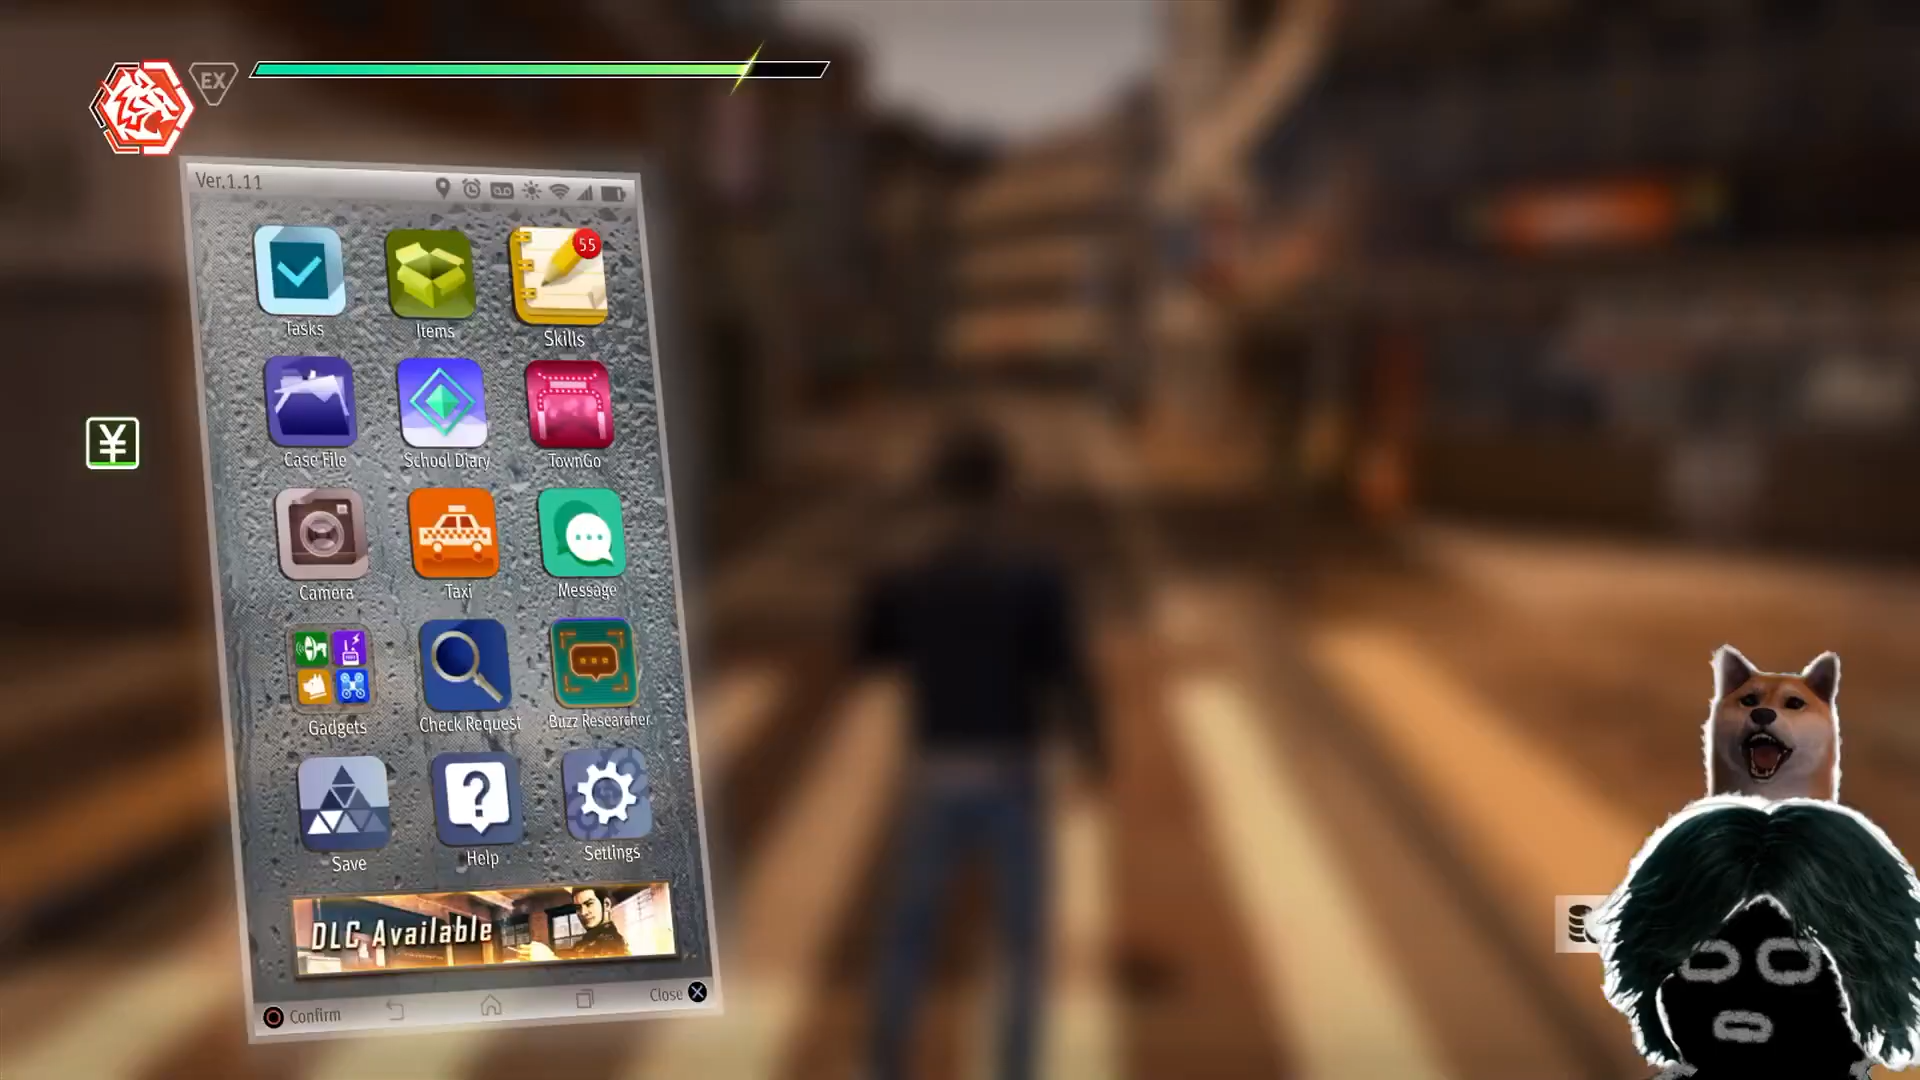 EX
Ver.1.11
55
Tasks
Items
Skills
Case File
School Diary
TownGo
Camera
Taxi
Message
Gadgets
Check Request
Buzz Researcher
Save
Help
Settings
¥
DLC Available
Confirm
Close